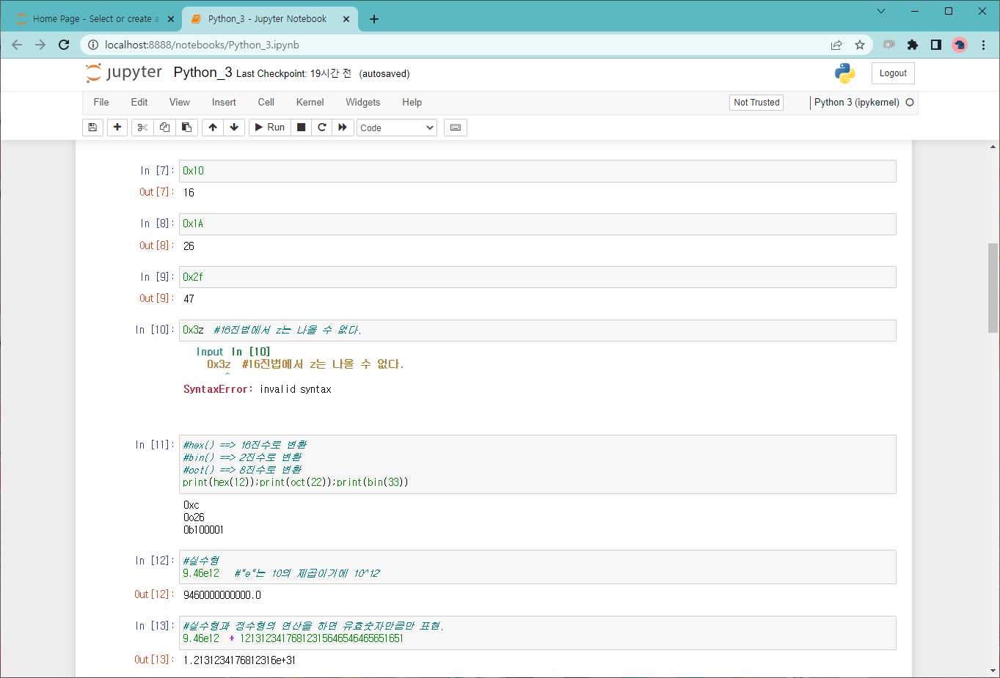 Home Page - Select or create a
Python_3 - Jupyter Notebook
localhost:8888/notebooks/Python_3.ipynb
jupyter Python_3 Last Checkpoint: 19시간 전 (autosaved)
Logout
File Edit View Insert Cell Kernel Widgets Help
Not Trusted
Python 3 (ipykernel)
Run
Code
In [7]: 0x10
Out[7]: 16
In [8]: 0x1A
Out[8]: 26
In [9]: 0x2f
Out[9]: 47
In [10]: 0x3z #16진법에서 z는 나올 수 없다.
Input In [10]
0x3z #16진법에서 z는 나올 수 없다.
^
SyntaxError: invalid syntax
In [11]: #hex() ==> 16진수로 변환
#bin() ==> 2진수로 변환
#oct() ==> 8진수로 변환
print(hex(12));print(oct(22));print(bin(33))
0xc
0o26
0b100001
In [12]: #실수형
9.46e12 #"e"는 10의 제곱이기에 10^12
Out[12]: 9460000000000.0
In [13]: #실수형과 정수형의 연산을 하면 유효숫자만큼만 표현.
9.46e12 + 12131234176812315646546465651651
Out[13]: 1.2131234176812316e+31